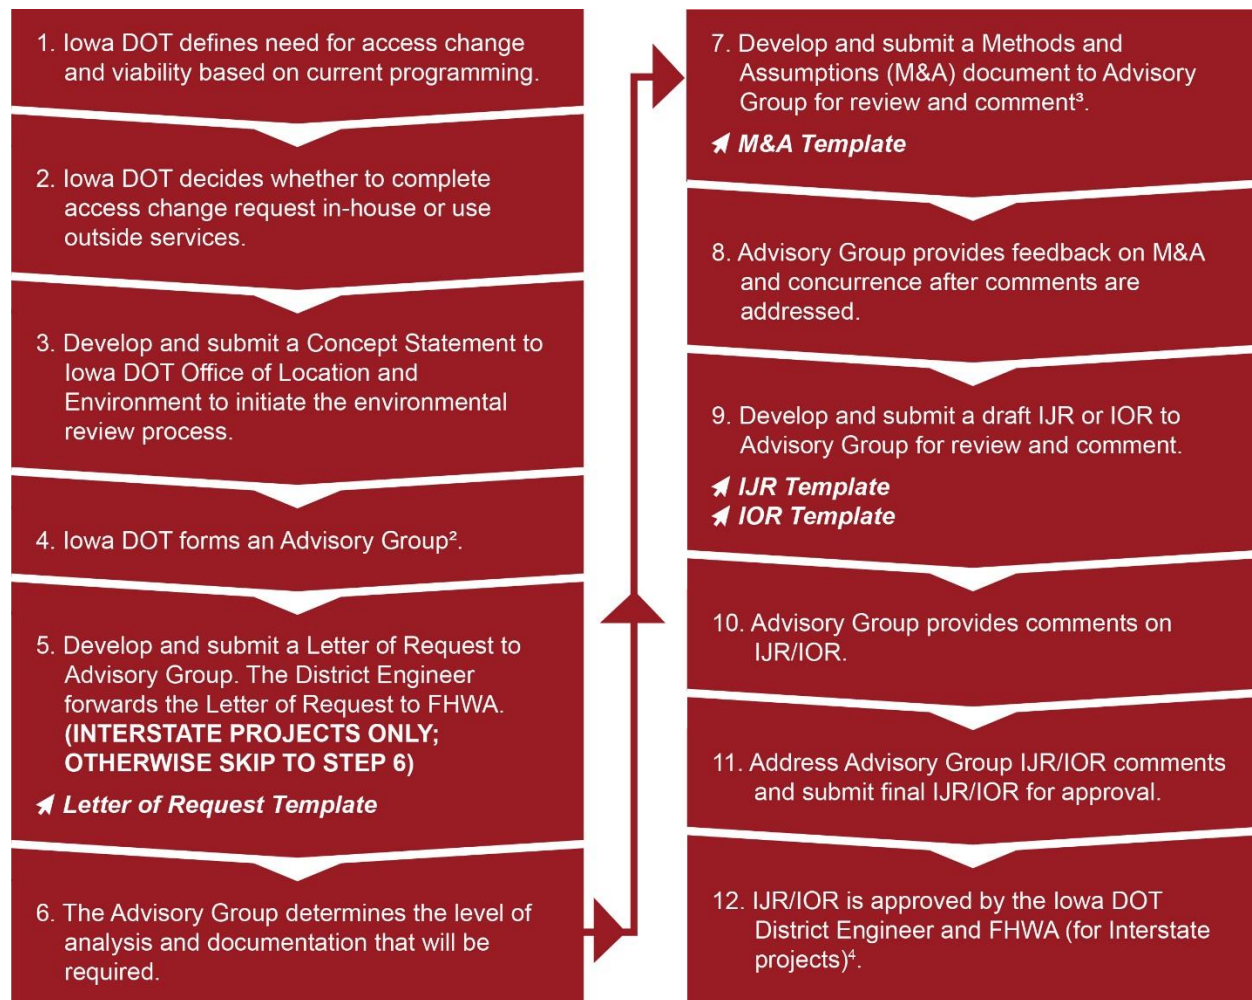 1. Iowa DOT defines need for access change
and viability based on current programming.
2. Iowa DOT decides whether to complete
access change request in-house or use
outside services.
3. Develop and submit a Concept Statement to
Iowa DOT Office of Location and
Environment to initiate the environmental
review process.
4. Iowa DOT forms an Advisory Group².
5. Develop and submit a Letter of Request to
Advisory Group. The District Engineer
forwards the Letter of Request to FHWA.
(INTERSTATE PROJECTS ONLY;
OTHERWISE SKIP TO STEP 6)
Letter of Request Template
6. The Advisory Group determines the level of
analysis and documentation that will be
required.
7. Develop and submit a Methods and
Assumptions (M&A) document to Advisory
Group for review and comment³.
M&A Template
8. Advisory Group provides feedback on M&A
and concurrence after comments are
addressed.
9. Develop and submit a draft IJR or IOR to
Advisory Group for review and comment.
IJR Template
IOR Template
10. Advisory Group provides comments on
IJR/IOR.
11. Address Advisory Group IJR/IOR comments
and submit final IJR/IOR for approval.
12. IJR/IOR is approved by the Iowa DOT
District Engineer and FHWA (for Interstate
projects)⁴.